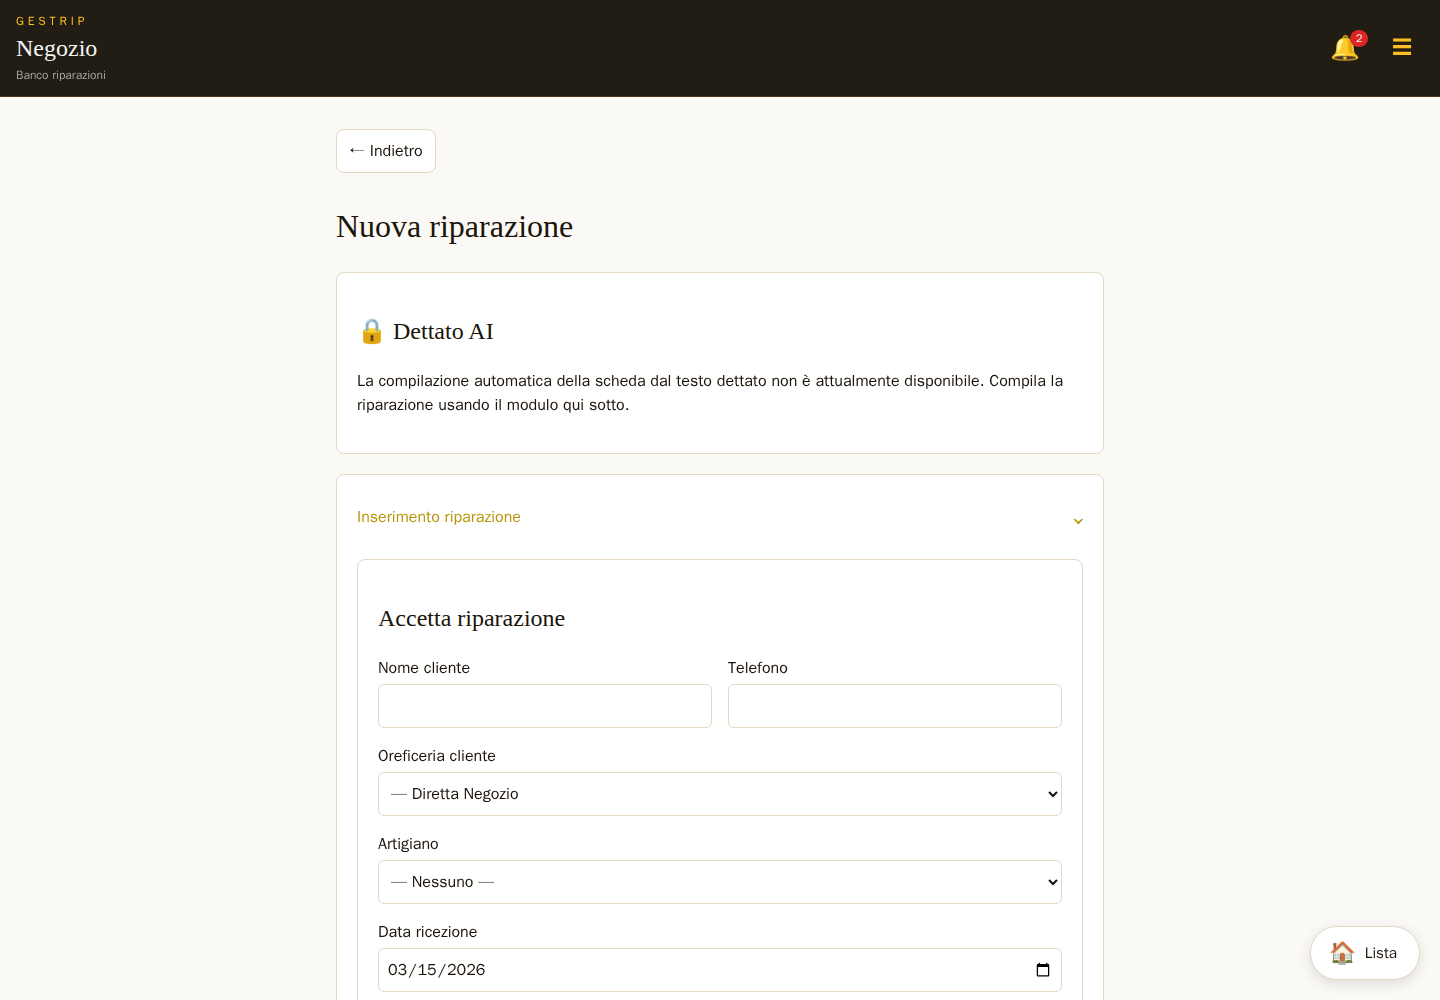 GESTRIP
Negozio
Banco riparazioni
2
← Indietro
Nuova riparazione
🔒 Dettato AI
La compilazione automatica della scheda dal testo dettato non è attualmente disponibile. Compila la
riparazione usando il modulo qui sotto.
Inserimento riparazione
Accetta riparazione
Nome cliente
Telefono
Oreficeria cliente
— Diretta Negozio
Artigiano
— Nessuno —
Data ricezione
03/15/2026
🏠 Lista